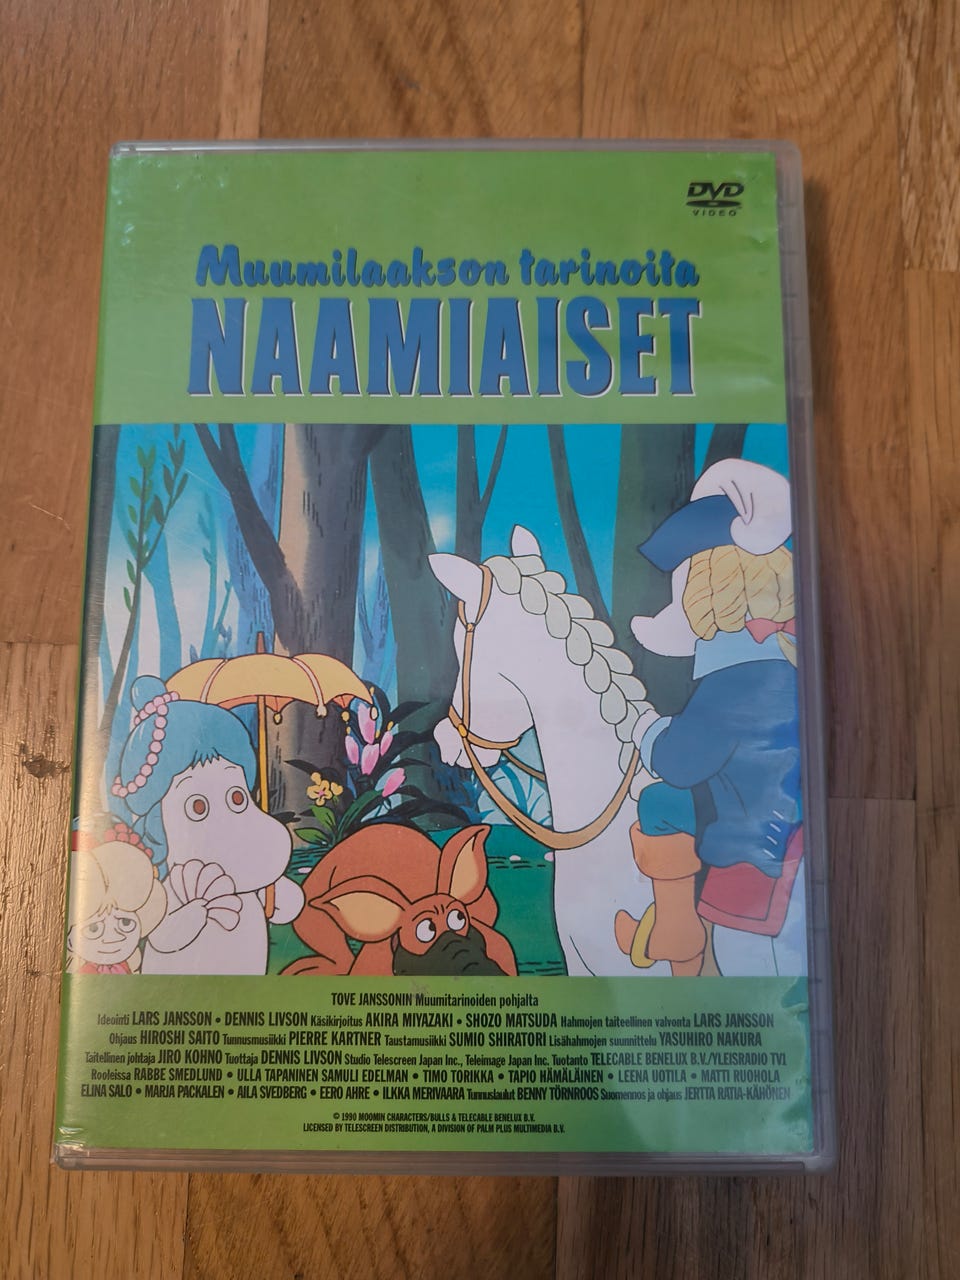 DVD
VIDEO
Muumilaakson tarinoita
NAAMIAISET
TOVE JANSSONIN Muumitarinoiden pohjalta
Ideointi LARS JANSSON • DENNIS LIVSON Käsikirjoitus AKIRA MIYAZAKI • SHOZO MATSUDA Hahmojen taiteellinen valvonta LARS JANSSON
Ohjaus HIROSHI SAITO Tunnusmusiikki PIERRE KARTNER Taustamusiikki SUMIO SHIRATORI Lisähahmojen suunnittelu YASUHIRO NAKURA
Taitellinen johtaja JIRO KOHNO Tuottaja DENNIS LIVSON Studio Telescreen Japan Inc., Teleimage Japan Inc. Tuotanto TELECABLE BENELUX B.V./YLEISRADIO TV1
Rooleissa RABBE SMEDLUND • ULLA TAPANINEN SAMULI EDELMAN • TIMO TORIKKA • TAPIO HÄMÄLÄINEN • LEENA UOTILA • MATTI RUOHOLA
ELINA SALO • MARJA PACKALEN • AILA SVEDBERG • EERO AHRE • ILKKA MERIVAARA Tunnuslaulut BENNY TÖRNROOS Suomennos ja ohjaus JERTTA RATIA-KÄHÖNEN
© 1990 MOOMIN CHARACTERS/BULLS & TELECABLE BENELUX B.V.
LICENSED BY TELESCREEN DISTRIBUTION, A DIVISION OF PALM PLUS MULTIMEDIA B.V.